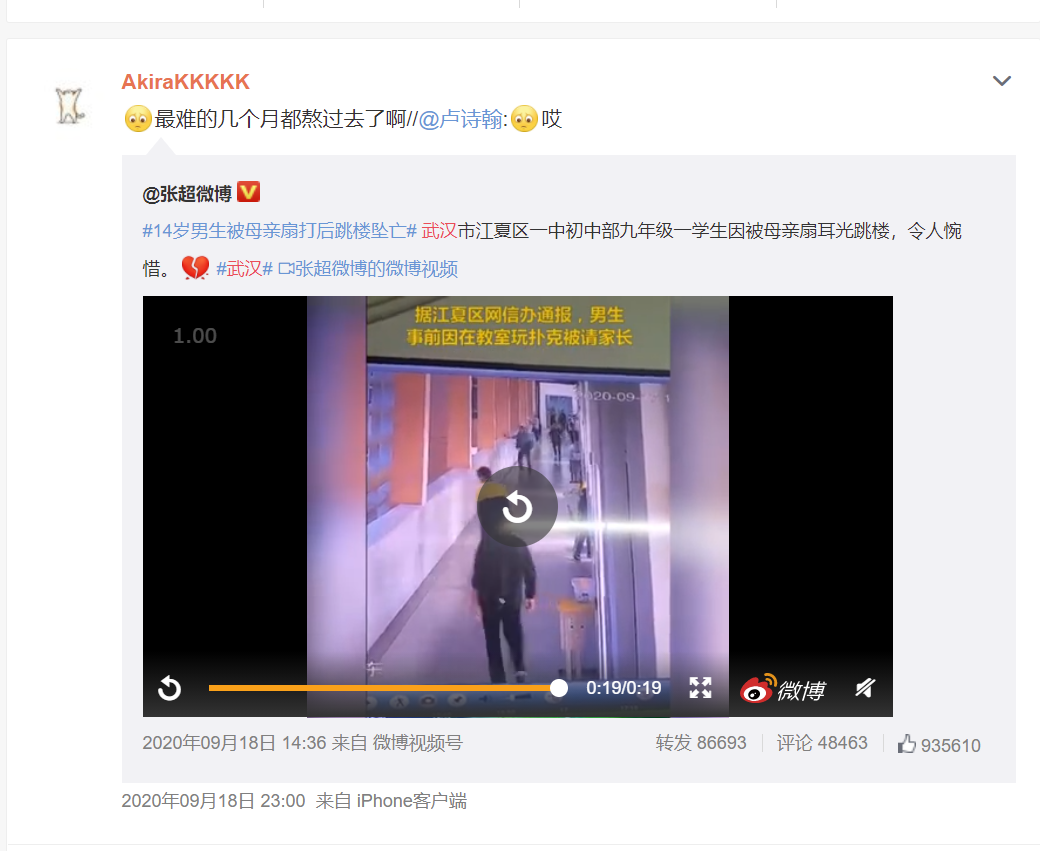 AkiraKKKKK
最难的几个月都熬过去了啊//@卢诗翰:哎
@张超微博 V
#14岁男生被母亲扇打后跳楼坠亡# 武汉市江夏区一中初中部九年级一学生因被母亲扇耳光跳楼，令人惋
惜。 #武汉# 张超微博的微博视频
据江夏区网信办通报，男生
事前因在教室玩扑克被请家长
1.00
2020-09-
车
0:19/0:19
微博
2020年09月18日 14:36 来自 微博视频号
转发 86693 评论 48463 935610
2020年09月18日 23:00 来自 iPhone客户端